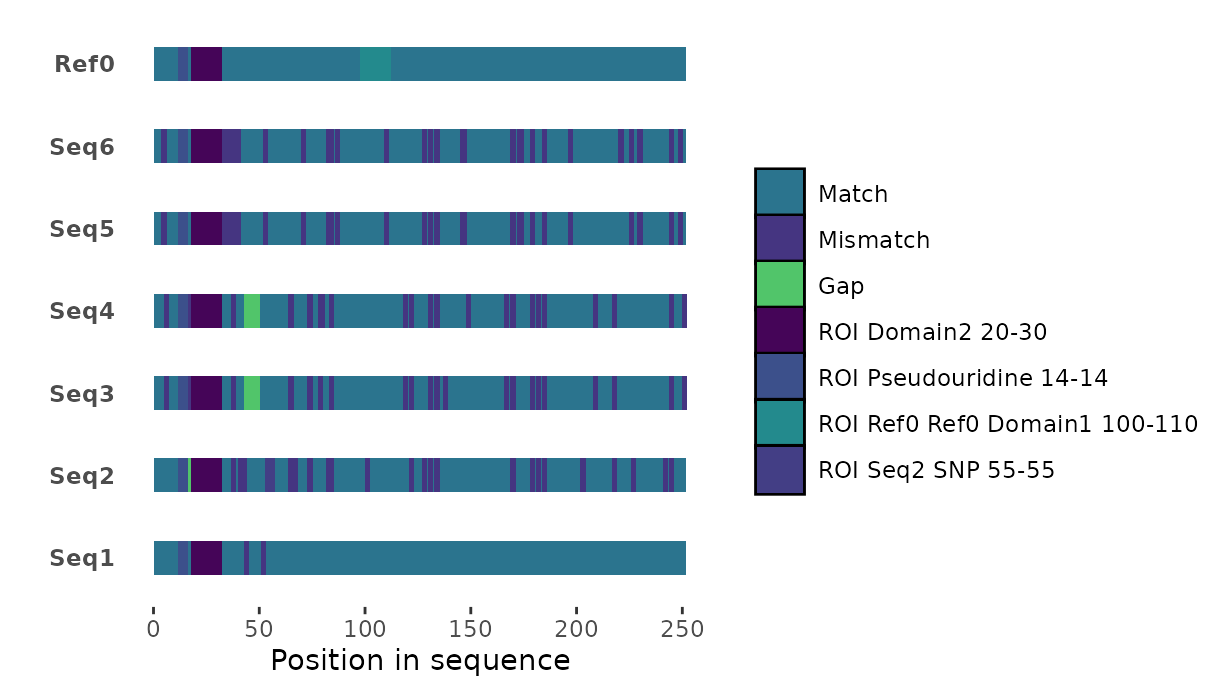 Ref0
Seq6
Seq5
Seq4
Seq3
Seq2
Seq1
0 50 100 150 200 250
Position in sequence
Match
Mismatch
Gap
ROI Domain2 20-30
ROI Pseudouridine 14-14
ROI Ref0 Ref0 Domain1 100-110
ROI Seq2 SNP 55-55